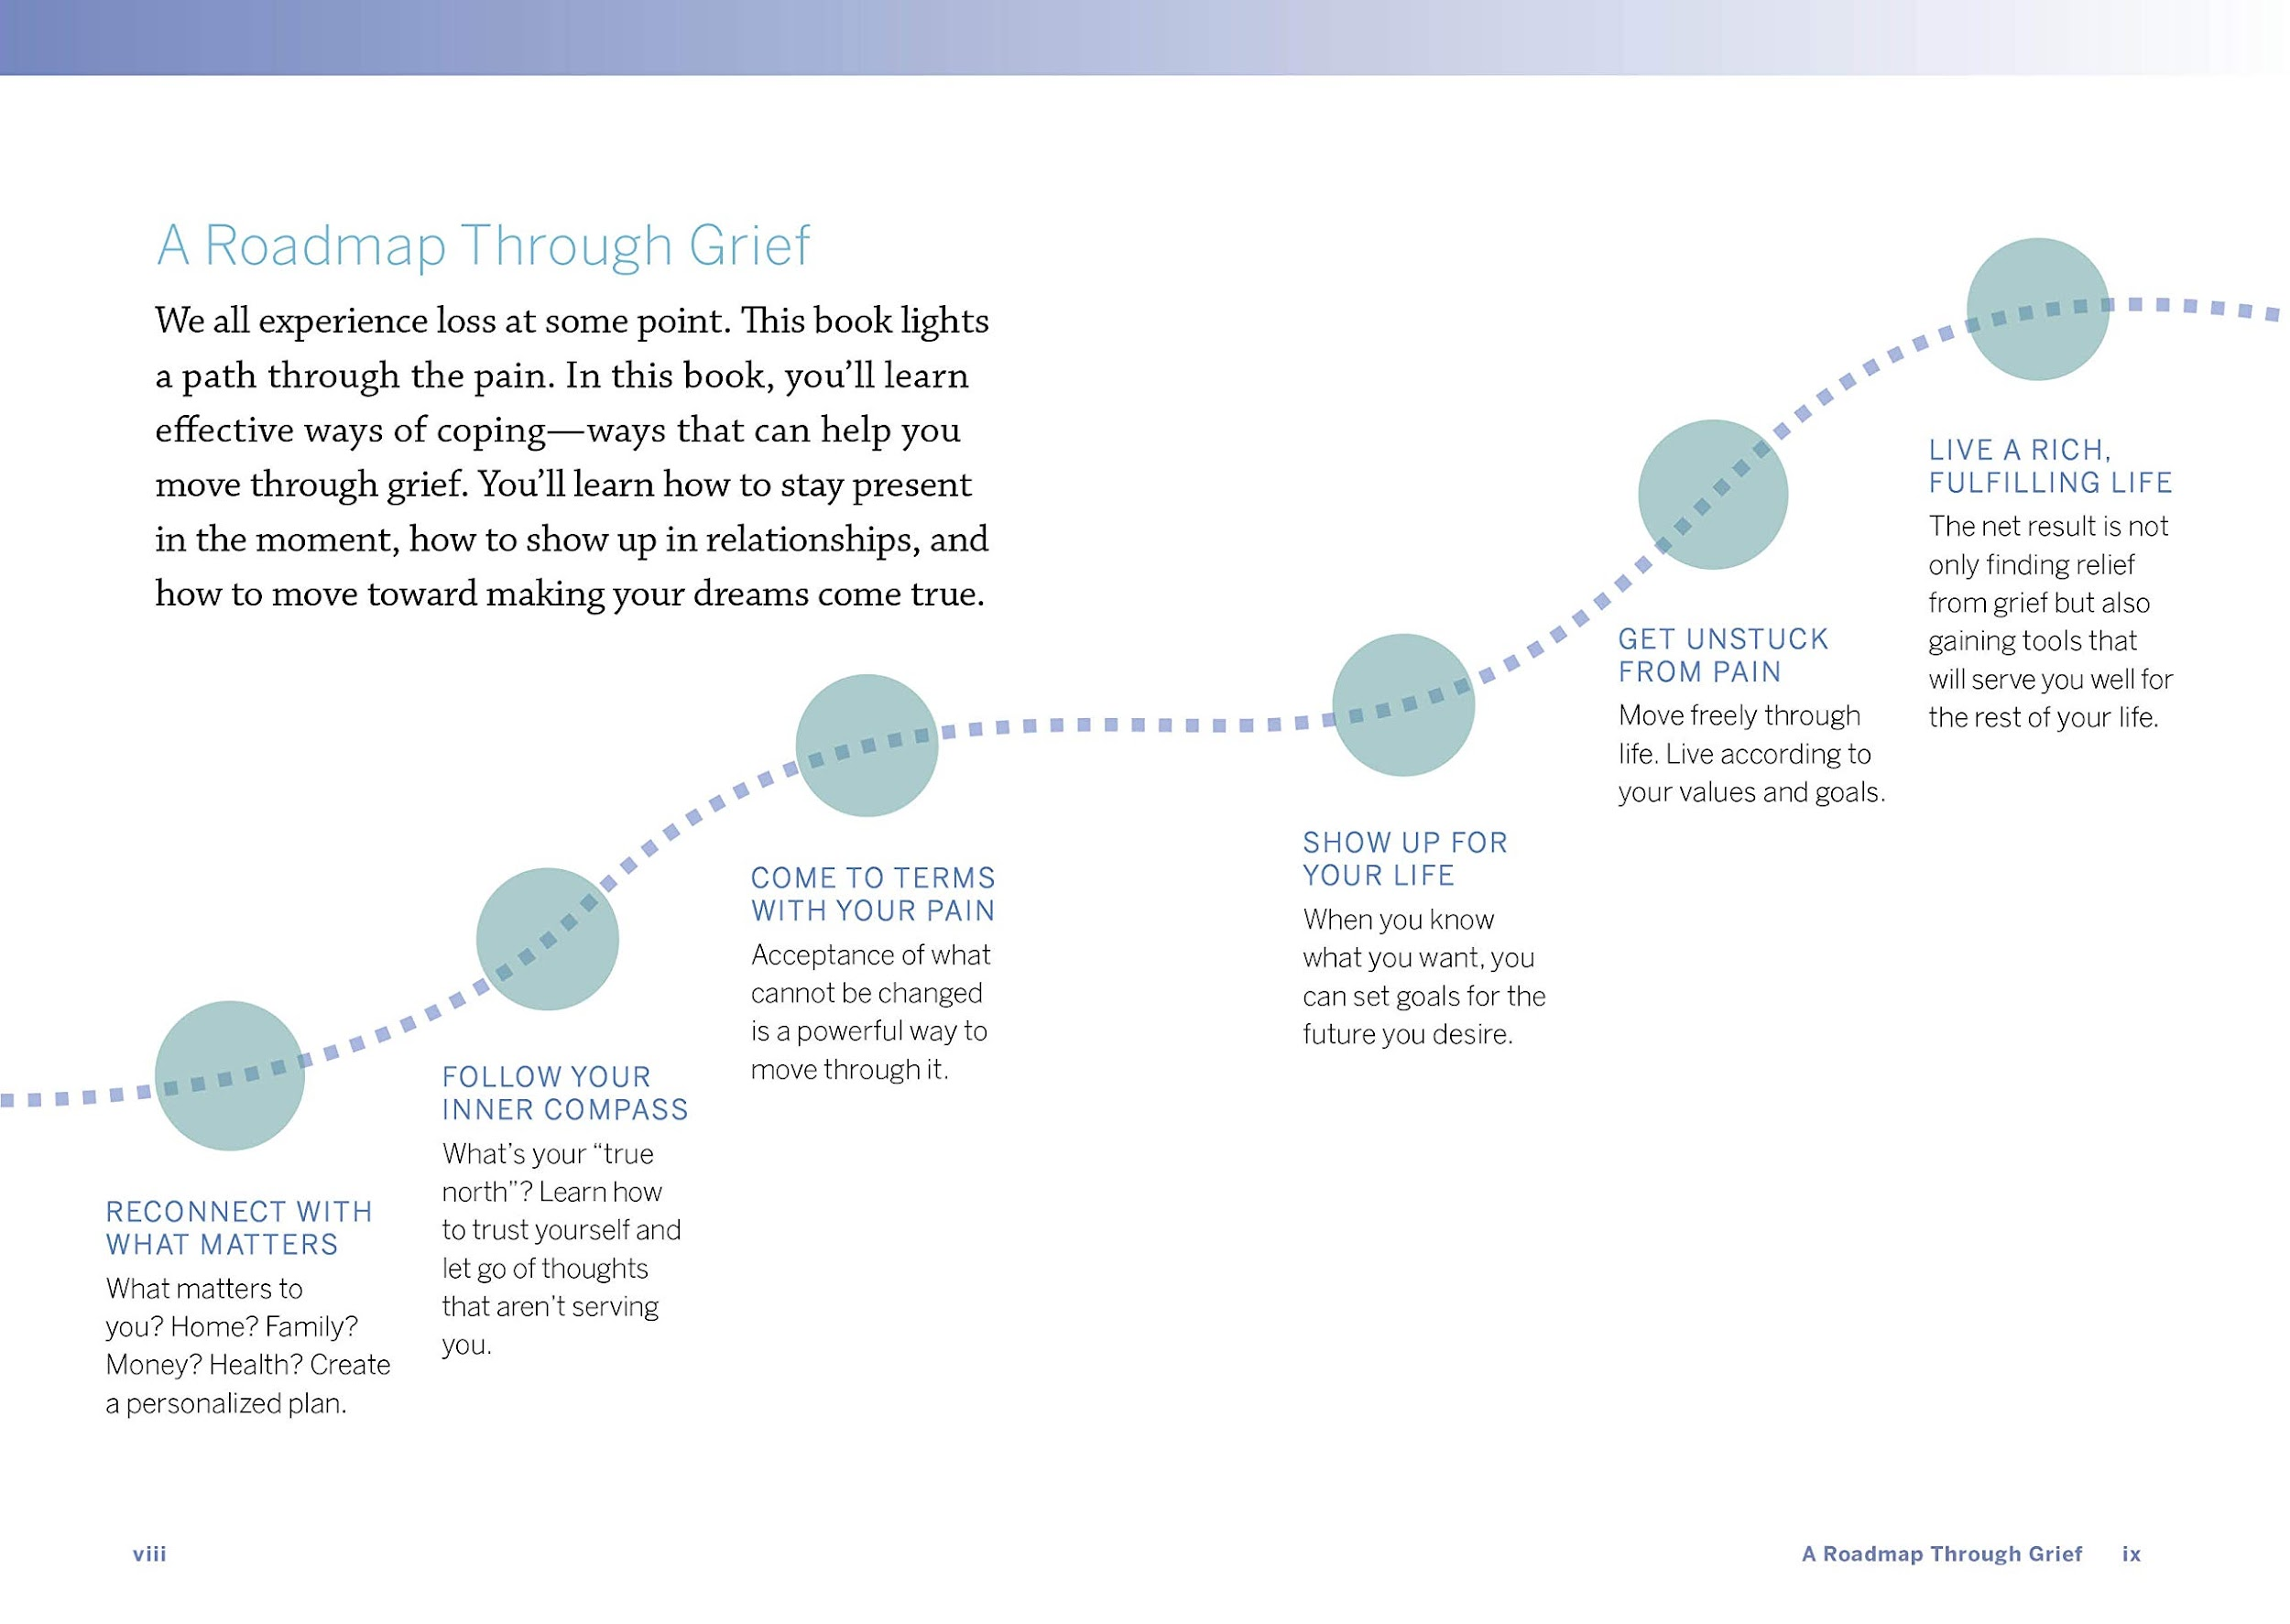 A Roadmap Through Grief
We all experience loss at some point. This book lights
a path through the pain. In this book, you’ll learn
effective ways of coping—ways that can help you
move through grief. You’ll learn how to stay present
in the moment, how to show up in relationships, and
how to move toward making your dreams come true.
RECONNECT WITH
WHAT MATTERS
What matters to
you? Home? Family?
Money? Health? Create
a personalized plan.
FOLLOW YOUR
INNER COMPASS
What’s your “true
north”? Learn how
to trust yourself and
let go of thoughts
that aren’t serving
you.
COME TO TERMS
WITH YOUR PAIN
Acceptance of what
cannot be changed
is a powerful way to
move through it.
SHOW UP FOR
YOUR LIFE
When you know
what you want, you
can set goals for the
future you desire.
GET UNSTUCK
FROM PAIN
Move freely through
life. Live according to
your values and goals.
LIVE A RICH,
FULFILLING LIFE
The net result is not
only finding relief
from grief but also
gaining tools that
will serve you well for
the rest of your life.
viii
A Roadmap Through Grief ix